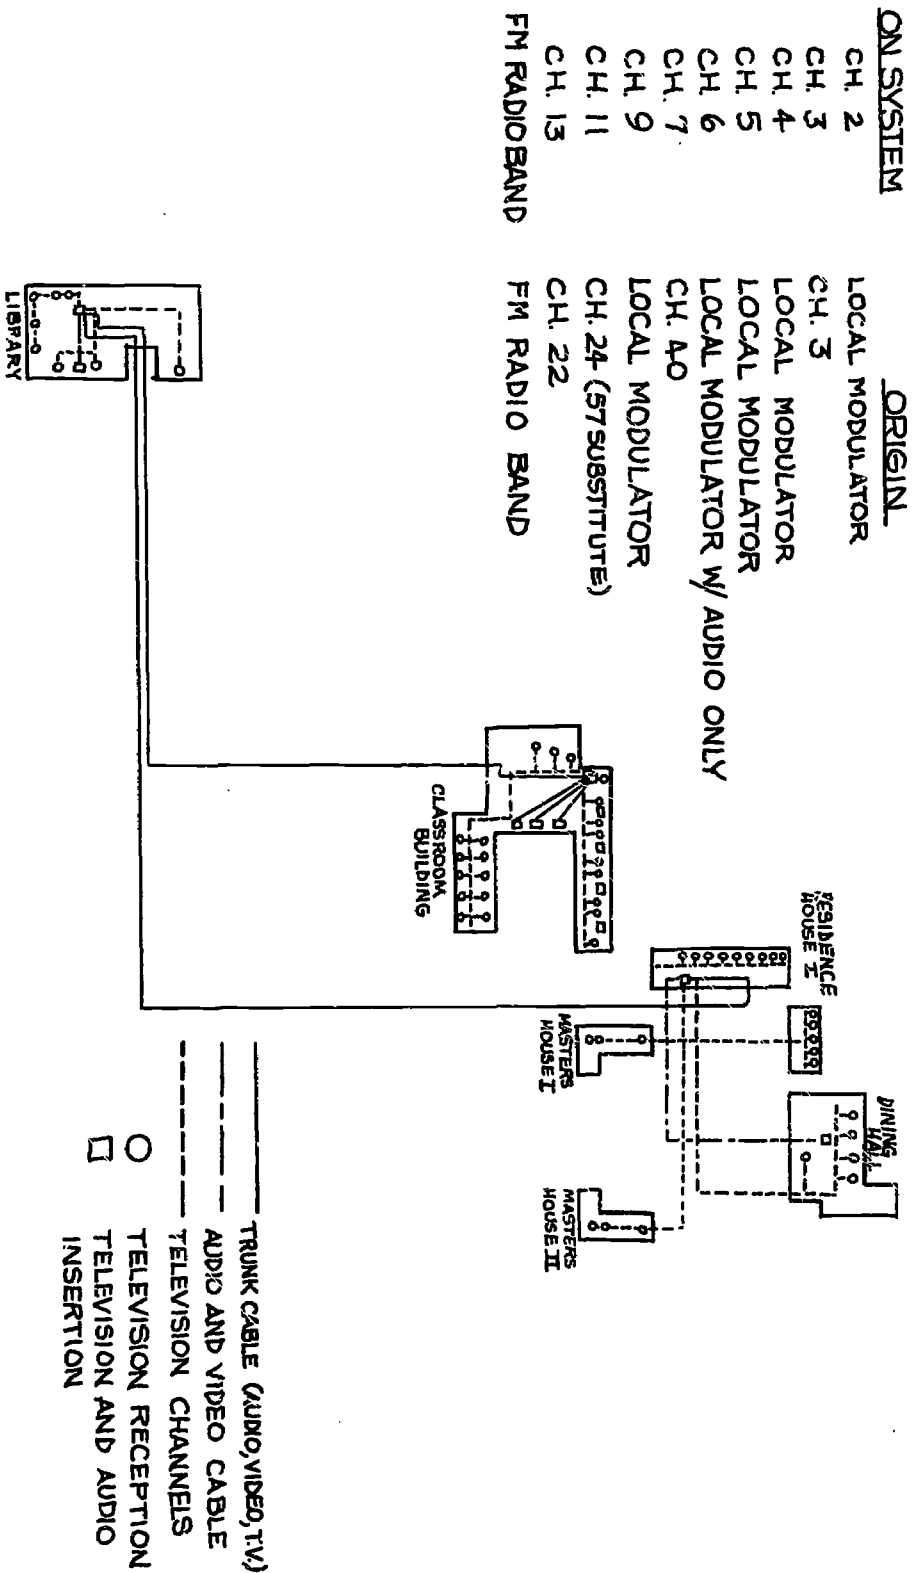 ON SYSTEM
ORIGIN
CH. 2 LOCAL MODULATOR
CH. 3 CH. 3
CH. 4 LOCAL MODULATOR
CH. 5 LOCAL MODULATOR
CH. 6 LOCAL MODULATOR W/ AUDIO ONLY
CH. 7 CH. 40
CH. 9 LOCAL MODULATOR
CH. 11 CH. 24 (57 SUBSTITUTE)
CH. 13 CH. 22
FM RADIO BAND FM RADIO BAND
RESIDENCE
HOUSE I
DINING
HALL
MASTERS
HOUSE I
MASTERS
HOUSE II
CLASSROOM
BUILDING
LIBRARY
TRUNK CABLE (AUDIO, VIDEO, T.V.)
AUDIO AND VIDEO CABLE
TELEVISION CHANNELS
TELEVISION RECEPTION
TELEVISION AND AUDIO
INSERTION